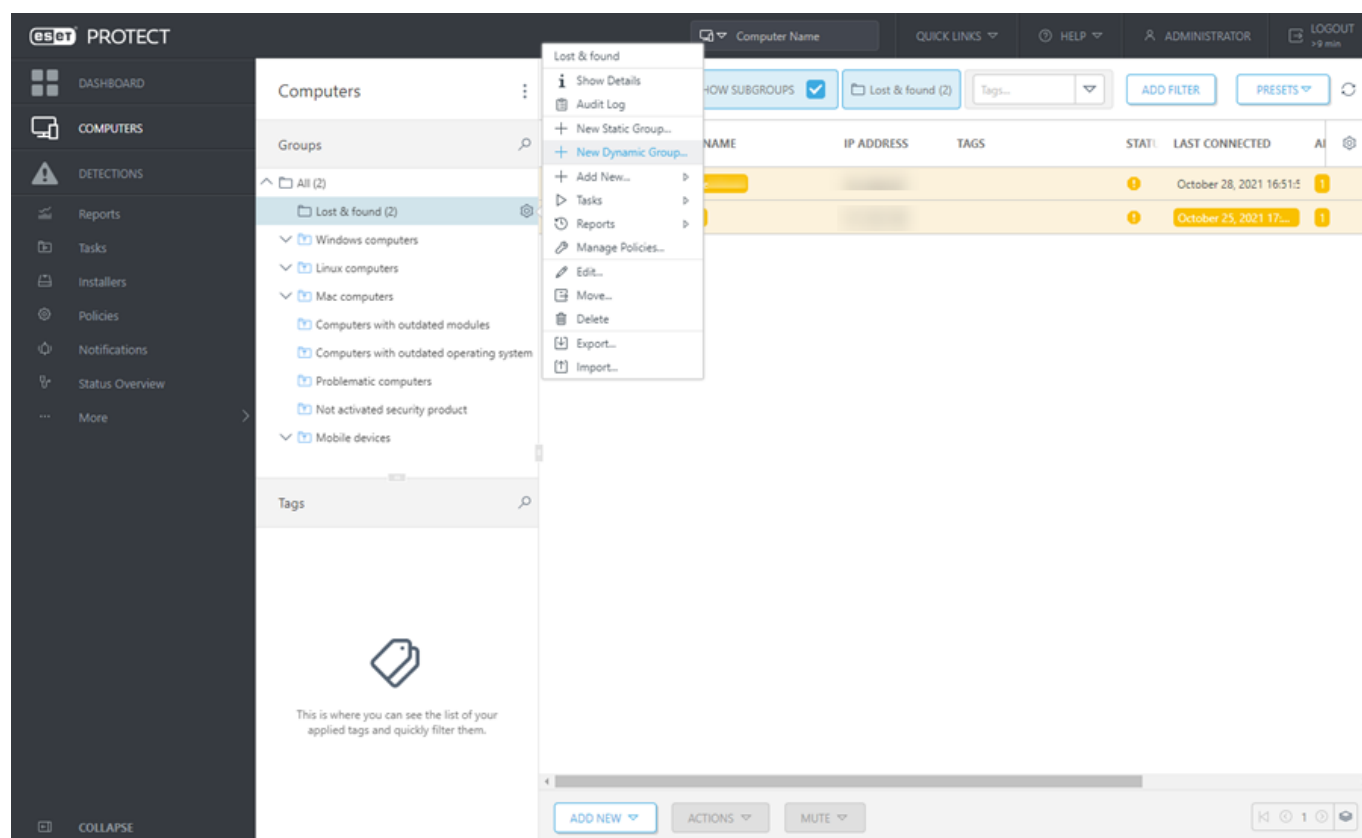 eset PROTECT
Computer Name
QUICK LINKS
HELP
ADMINISTRATOR
LOGOUT
>9 min
DASHBOARD
COMPUTERS
DETECTIONS
Reports
Tasks
Installers
Policies
Notifications
Status Overview
More
COLLAPSE
Computers
Groups
All (2)
Lost & found (2)
Windows computers
Linux computers
Mac computers
Computers with outdated modules
Computers with outdated operating system
Problematic computers
Not activated security product
Mobile devices
Tags
This is where you can see the list of your
applied tags and quickly filter them.
Lost & found
Show Details
Audit Log
New Static Group...
New Dynamic Group...
Add New...
Tasks
Reports
Manage Policies...
Edit...
Move...
Delete
Export...
Import...
HOW SUBGROUPS
Lost & found (2)
Tags...
ADD FILTER
PRESETS
NAME IP ADDRESS TAGS STATU LAST CONNECTED Al
October 28, 2021 16:51:5 1
October 25, 2021 17:... 1
ADD NEW
ACTIONS
MUTE
1